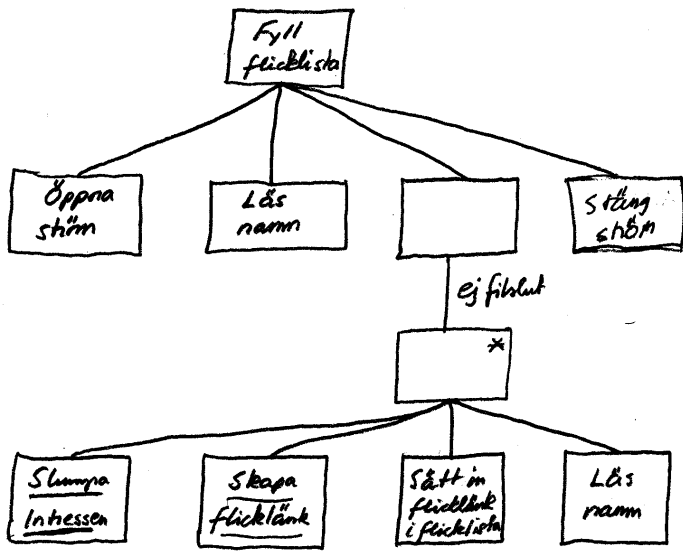 Fyll
flicklista
Öppna
ström
Läs
namn
Stäng
ström
ej filslut
*
Slumpa
Intressen
Skapa
flicklänk
Sätt in
flicklänk
i flicklista
Läs
namn